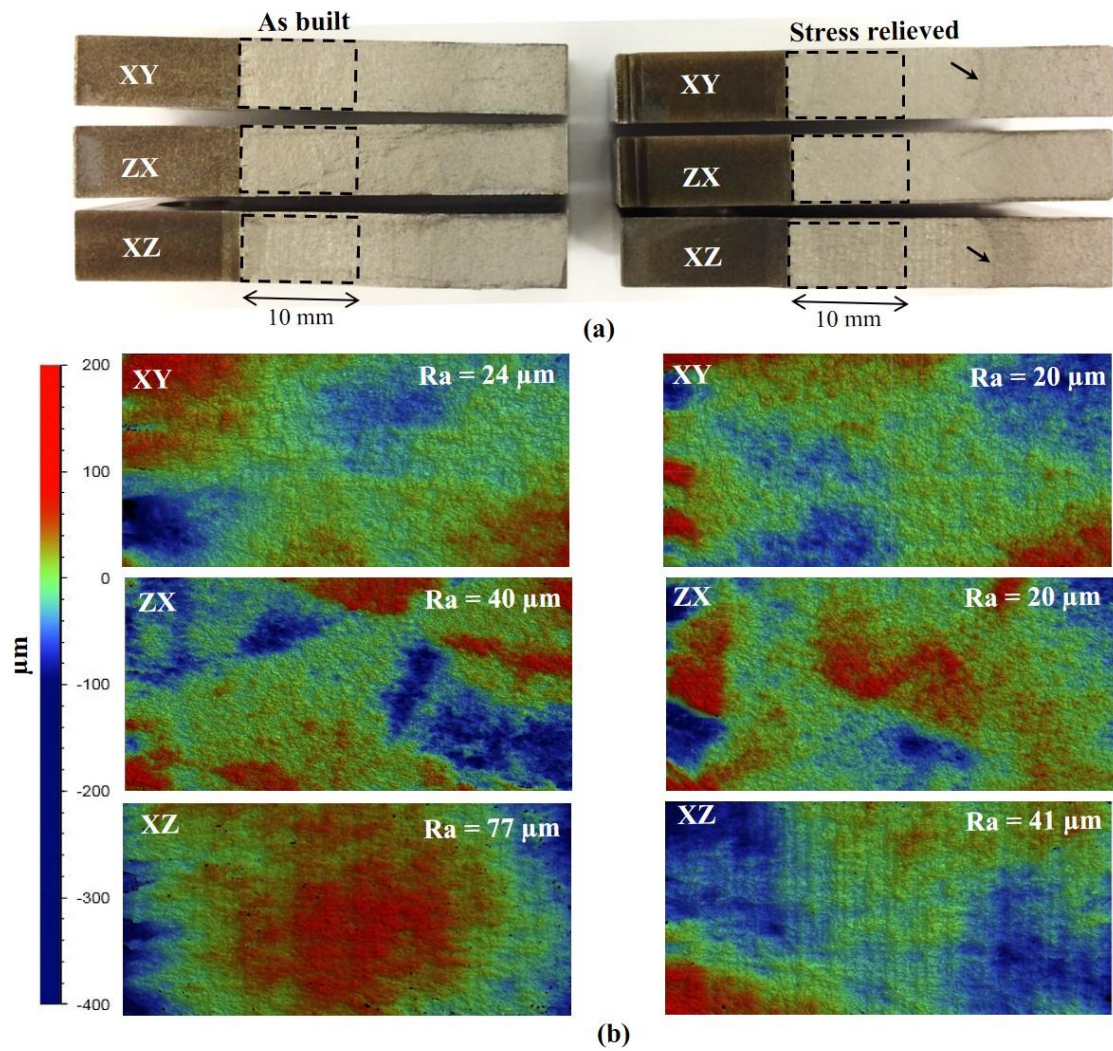 As built
Stress relieved
XY
XY
ZX
ZX
XZ
XZ
10 mm
10 mm
(a)
200
100
0
-100
-200
-300
-400
µm
XY
Ra = 24 µm
XY
Ra = 20 µm
ZX
Ra = 40 µm
ZX
Ra = 20 µm
XZ
Ra = 77 µm
XZ
Ra = 41 µm
(b)